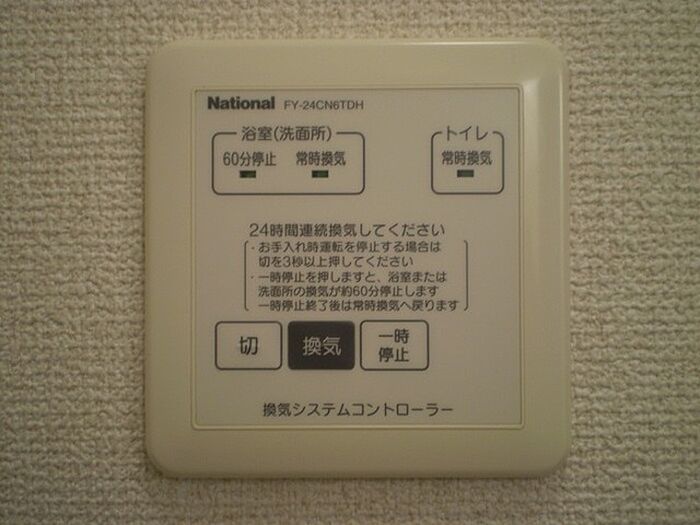 National FY-24CN6TDH
浴室(洗面所)
トイレ
60分停止 常時換気
常時換気
24時間連続換気してください
・お手入れ時運転を停止する場合は
切を3秒以上押してください
・一時停止を押しますと、浴室または
洗面所の換気が約60分停止します
一時停止終了後は常時換気へ戻ります
切
換気
一時
停止
換気システムコントローラー